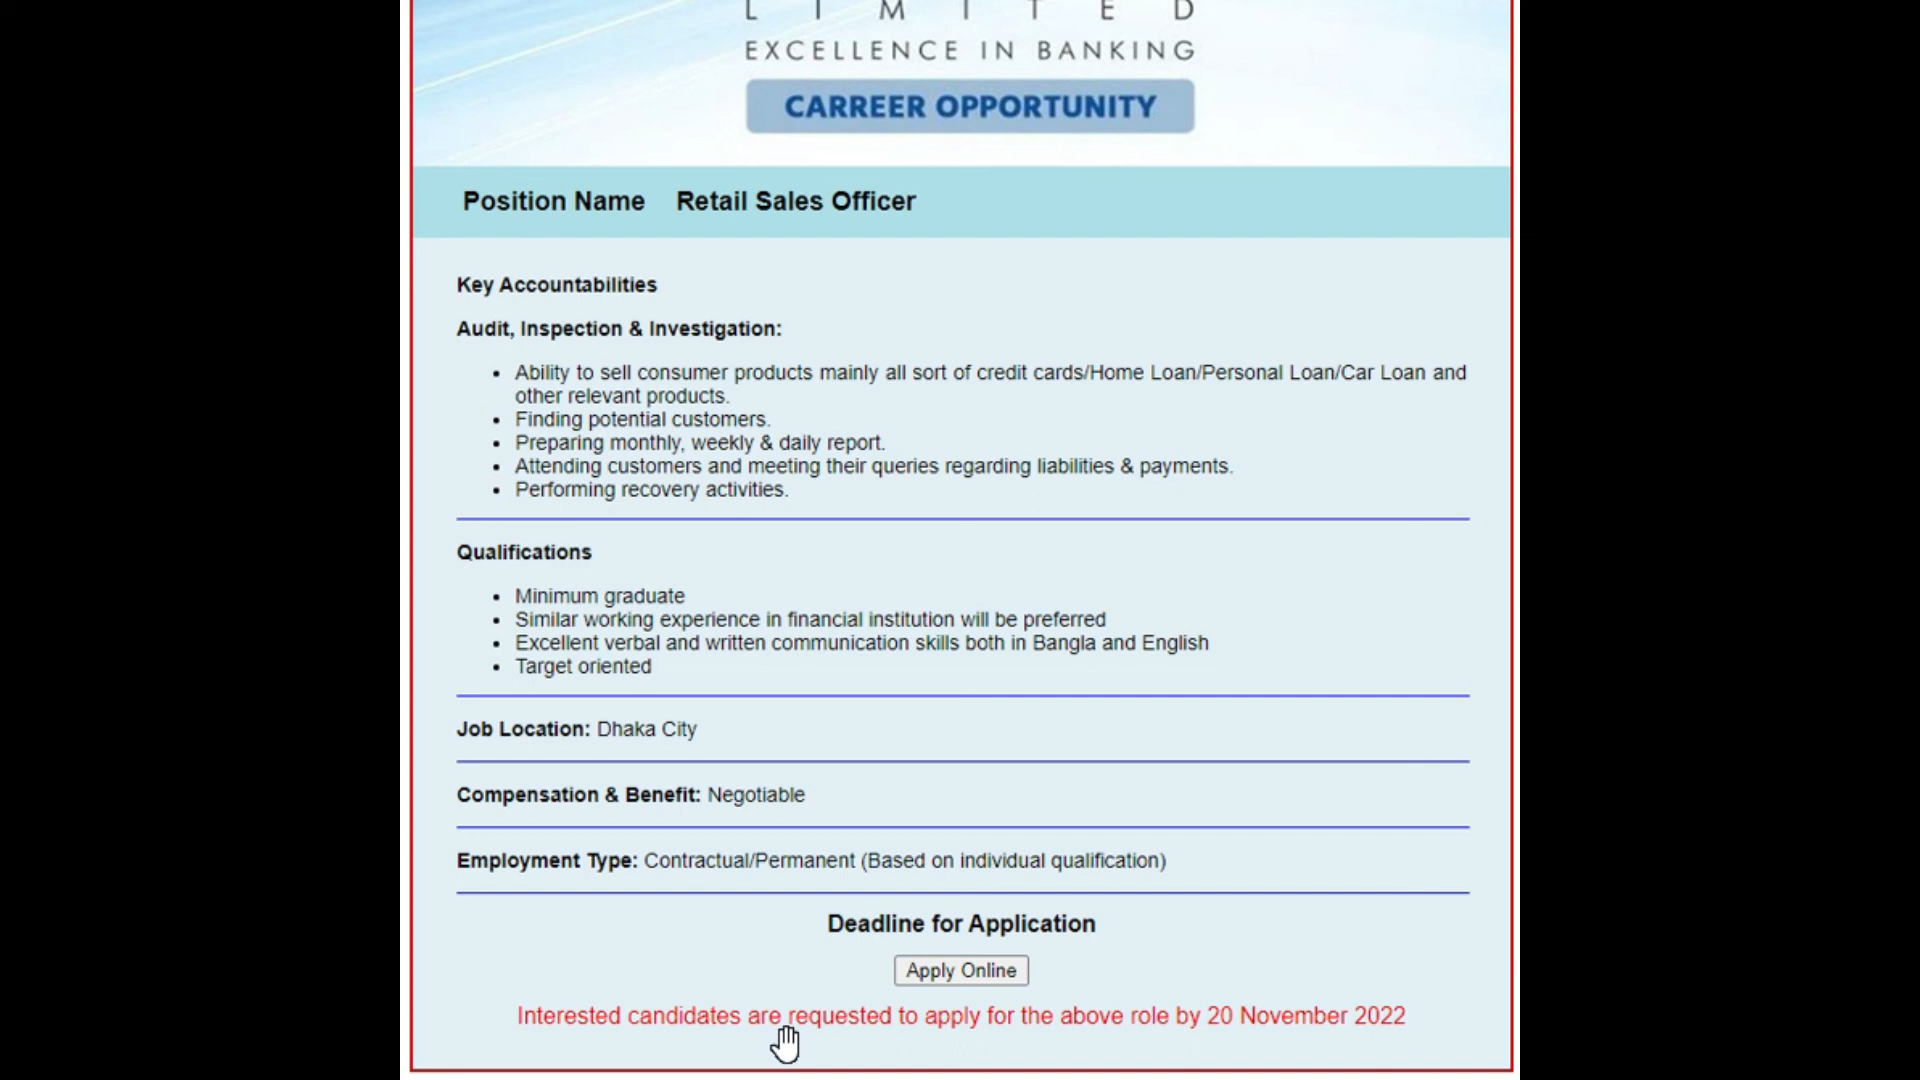 L I M I T E D
EXCELLENCE IN BANKING
CARREER OPPORTUNITY
Position Name Retail Sales Officer
Key Accountabilities
Audit, Inspection & Investigation:
• Ability to sell consumer products mainly all sort of credit cards/Home Loan/Personal Loan/Car Loan and
other relevant products.
• Finding potential customers.
• Preparing monthly, weekly & daily report.
• Attending customers and meeting their queries regarding liabilities & payments.
• Performing recovery activities.
Qualifications
• Minimum graduate
• Similar working experience in financial institution will be preferred
• Excellent verbal and written communication skills both in Bangla and English
• Target oriented
Job Location: Dhaka City
Compensation & Benefit: Negotiable
Employment Type: Contractual/Permanent (Based on individual qualification)
Deadline for Application
Apply Online
Interested candidates are requested to apply for the above role by 20 November 2022